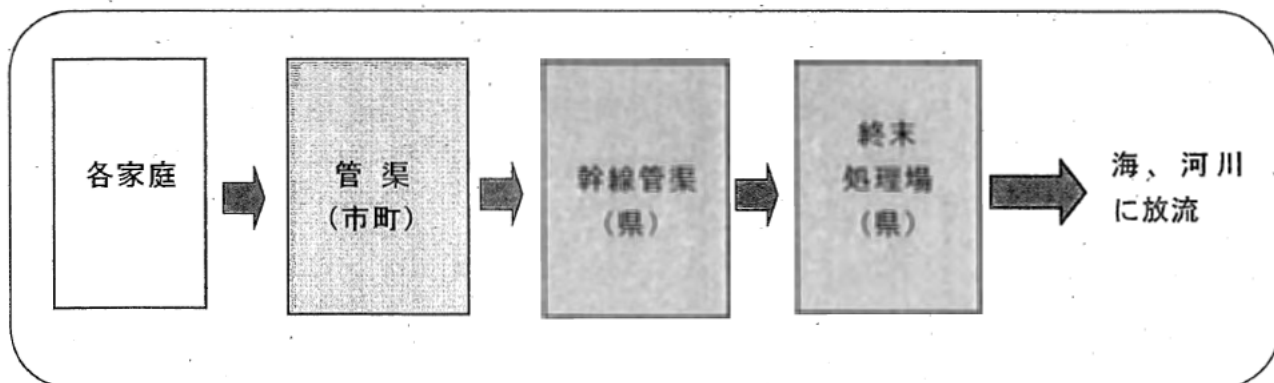 各家庭
管渠
(市町)
幹線管渠
(県)
終末
処理場
(県)
海、河川
に放流